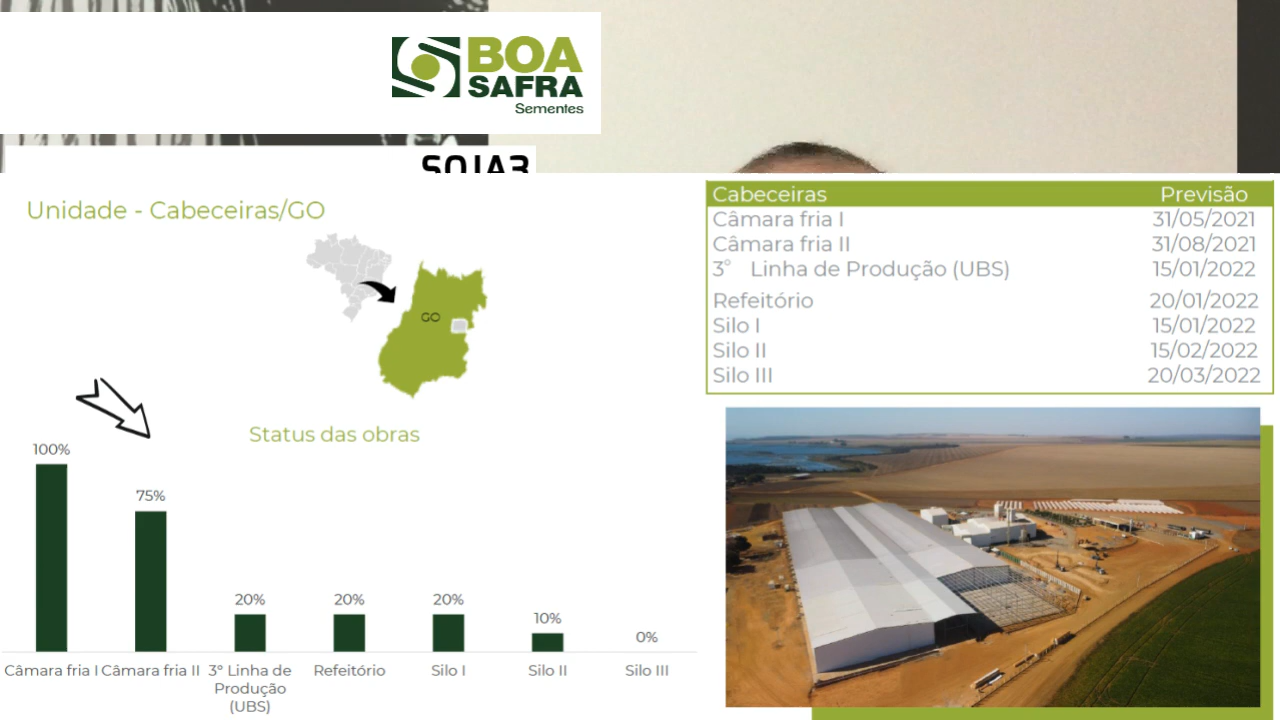 BOA
SAFRA
Sementes
SOJA3
Unidade - Cabeceiras/GO
GO
Status das obras
100%
75%
20%
20%
20%
10%
0%
Câmara fria I
Câmara fria II
3° Linha de
Produção
(UBS)
Refeitório
Silo I
Silo II
Silo III
Cabeceiras Previsão
Câmara fria I 31/05/2021
Câmara fria II 31/08/2021
3° Linha de Produção (UBS) 15/01/2022
Refeitório 20/01/2022
Silo I 15/01/2022
Silo II 15/02/2022
Silo III 20/03/2022